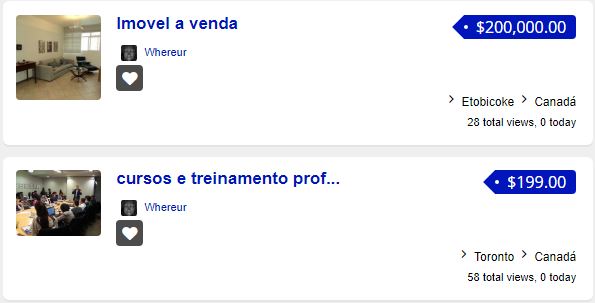 Imovel a venda
$200,000.00
Whereur
Etobicoke > Canadá
28 total views, 0 today
cursos e treinamento prof...
$199.00
Whereur
Toronto > Canadá
58 total views, 0 today